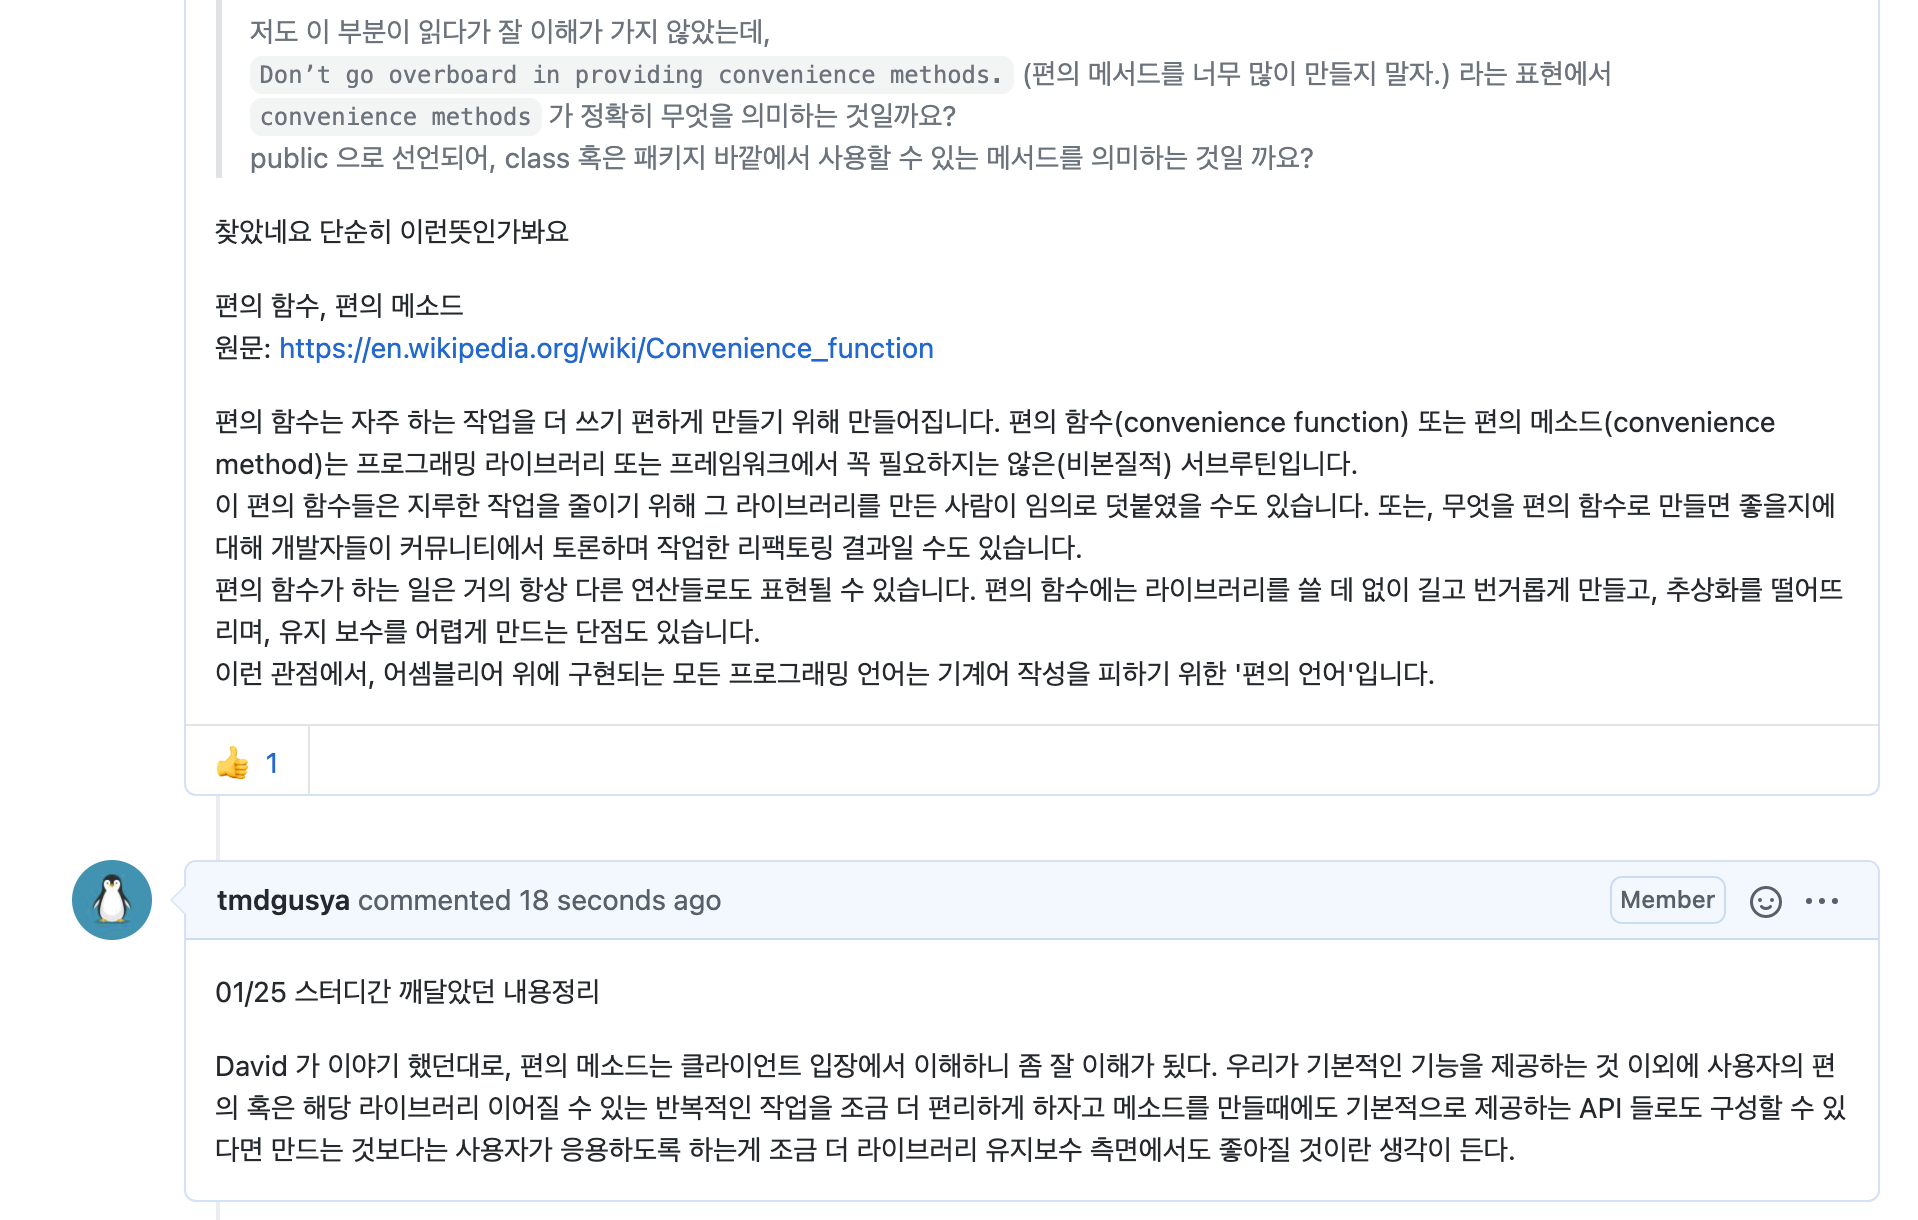 저도 이 부분이 읽다가 잘 이해가 가지 않았는데,
Don’t go overboard in providing convenience methods. (편의 메서드를 너무 많이 만들지 말자.) 라는 표현에서
convenience methods 가 정확히 무엇을 의미하는 것일까요?
public 으로 선언되어, class 혹은 패키지 바깥에서 사용할 수 있는 메서드를 의미하는 것일 까요?
찾았네요 단순히 이런뜻인가봐요
편의 함수, 편의 메소드
원문: https://en.wikipedia.org/wiki/Convenience_function
편의 함수는 자주 하는 작업을 더 쓰기 편하게 만들기 위해 만들어집니다. 편의 함수(convenience function) 또는 편의 메소드(convenience
method)는 프로그래밍 라이브러리 또는 프레임워크에서 꼭 필요하지는 않은(비본질적) 서브루틴입니다.
이 편의 함수들은 지루한 작업을 줄이기 위해 그 라이브러리를 만든 사람이 임의로 덧붙였을 수도 있습니다. 또는, 무엇을 편의 함수로 만들면 좋을지에
대해 개발자들이 커뮤니티에서 토론하며 작업한 리팩토링 결과일 수도 있습니다.
편의 함수가 하는 일은 거의 항상 다른 연산들로도 표현될 수 있습니다. 편의 함수에는 라이브러리를 쓸 데 없이 길고 번거롭게 만들고, 추상화를 떨어뜨
리며, 유지 보수를 어렵게 만드는 단점도 있습니다.
이런 관점에서, 어셈블리어 위에 구현되는 모든 프로그래밍 언어는 기계어 작성을 피하기 위한 '편의 언어'입니다.
👍 1
tmdgusya commented 18 seconds ago Member
01/25 스터디간 깨달았던 내용정리
David 가 이야기 했던대로, 편의 메소드는 클라이언트 입장에서 이해하니 좀 잘 이해가 됬다. 우리가 기본적인 기능을 제공하는 것 이외에 사용자의 편
의 혹은 해당 라이브러리 이어질 수 있는 반복적인 작업을 조금 더 편리하게 하자고 메소드를 만들때에도 기본적으로 제공하는 API 들로도 구성할 수 있
다면 만드는 것보다는 사용자가 응용하도록 하는게 조금 더 라이브러리 유지보수 측면에서도 좋아질 것이란 생각이 든다.